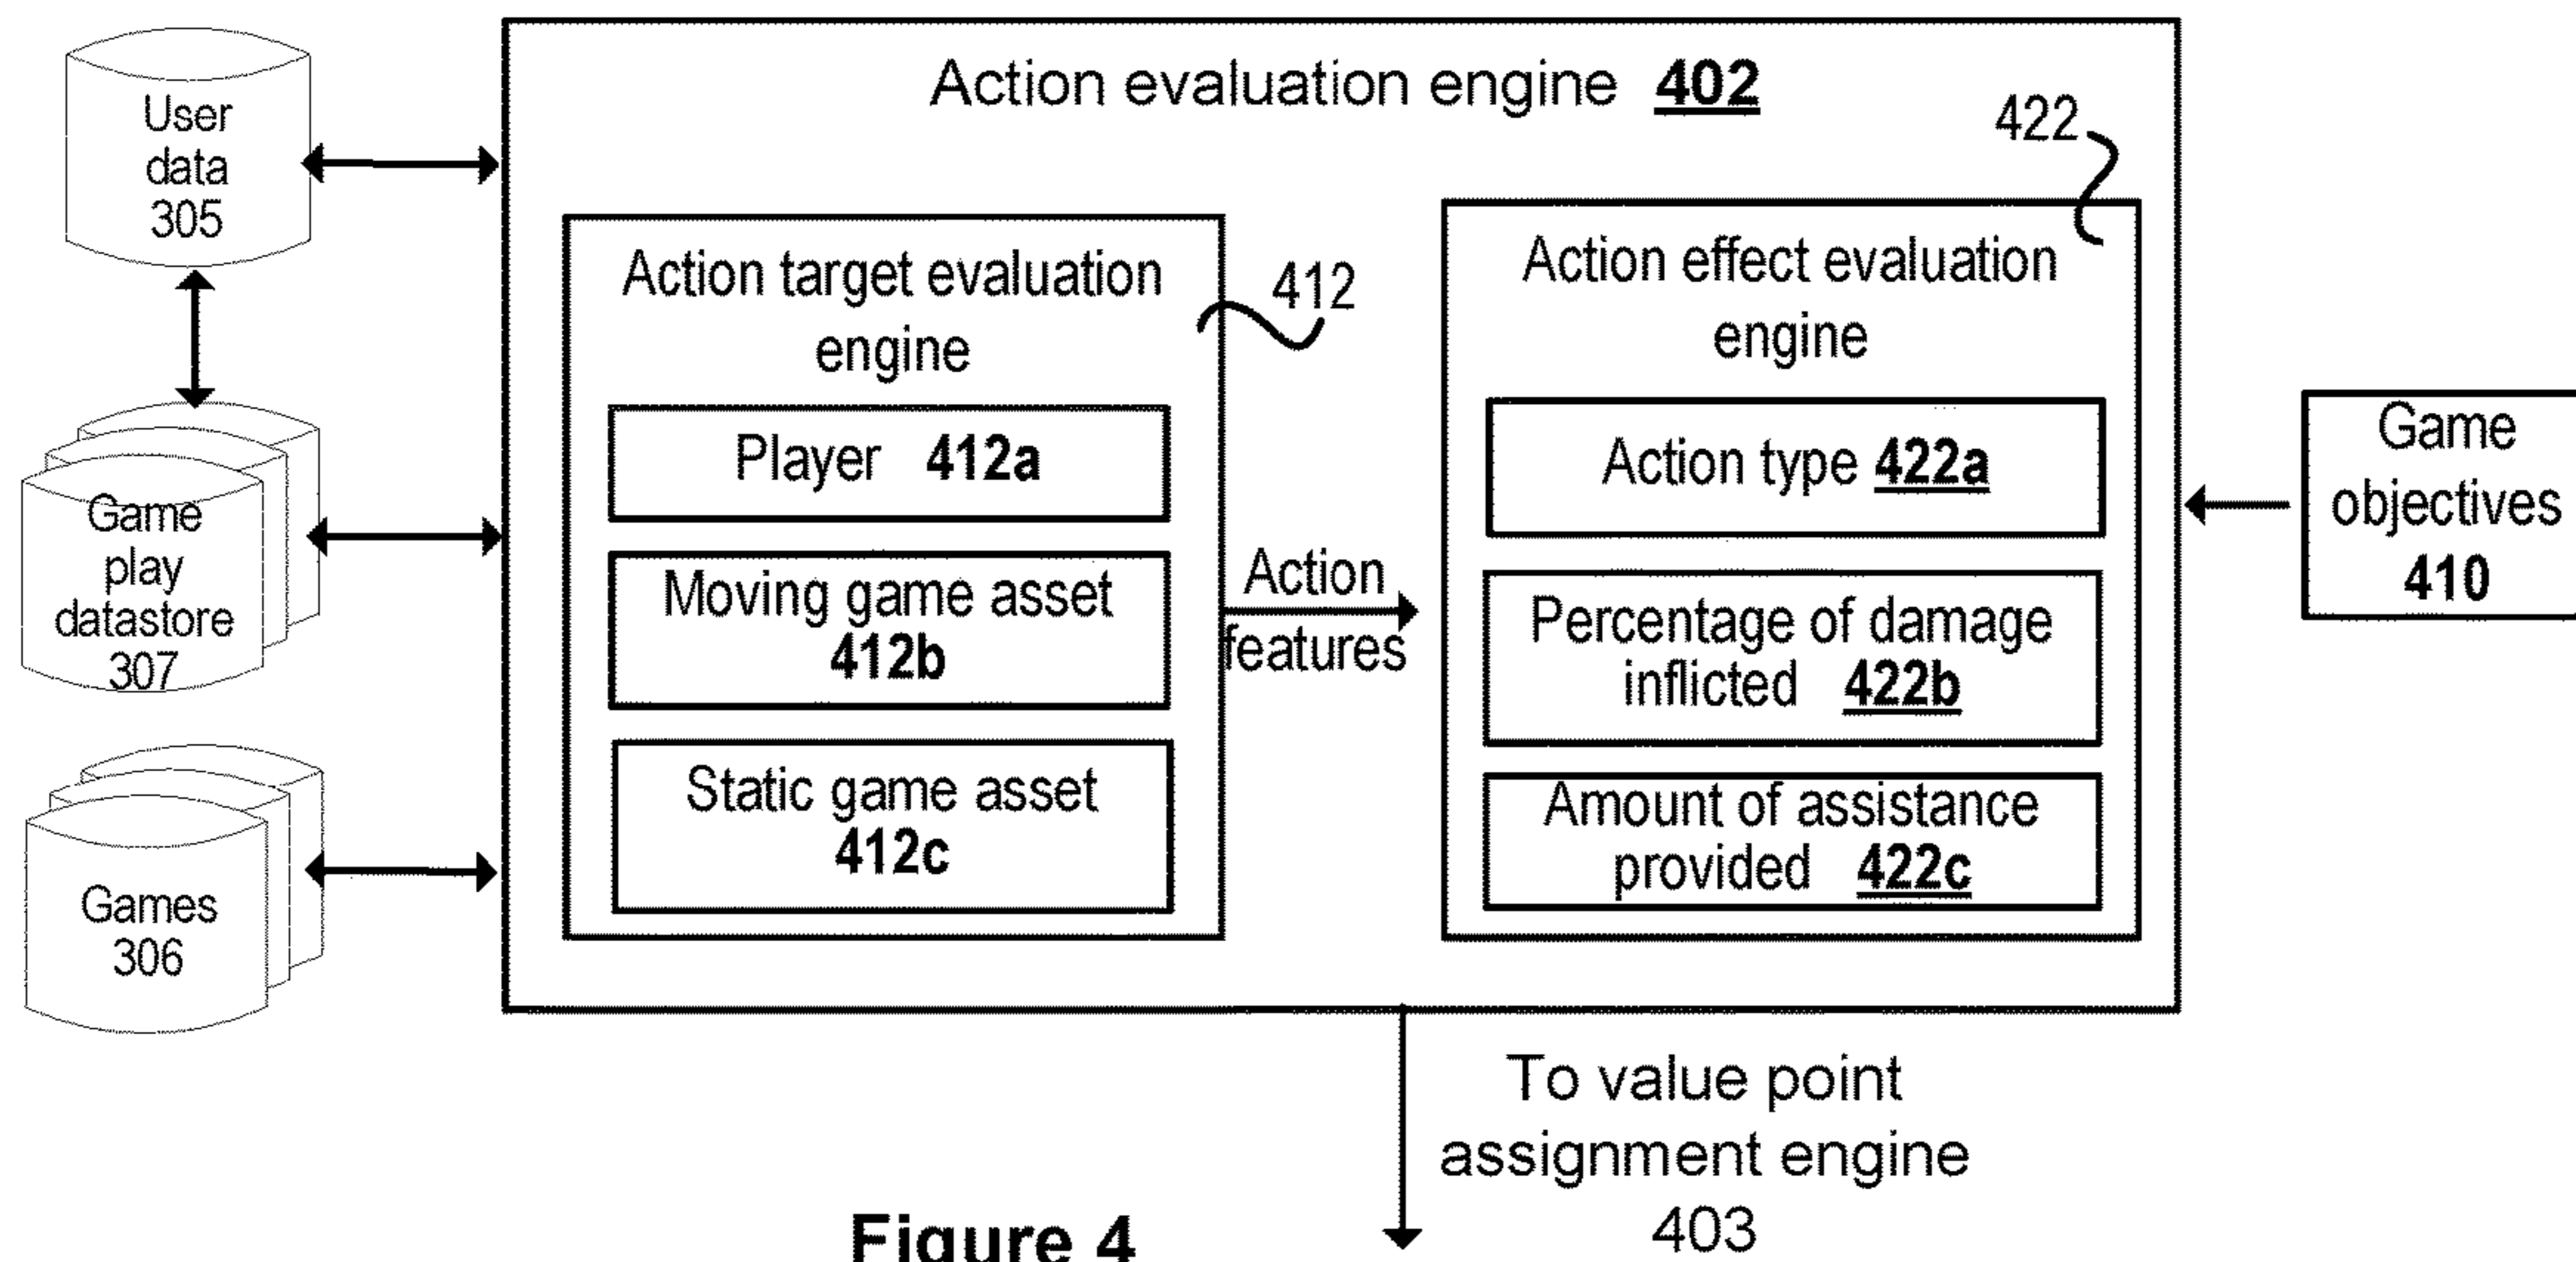 Action evaluation engine 402
User
data
305
Game
play
datastore
307
Games
306
412
Action target evaluation
engine
Player 412a
Moving game asset
412b
Static game asset
412c
Action
features
422
Action effect evaluation
engine
Action type 422a
Percentage of damage
inflicted 422b
Amount of assistance
provided 422c
Game
objectives
410
To value point
assignment engine
403
Figure 4